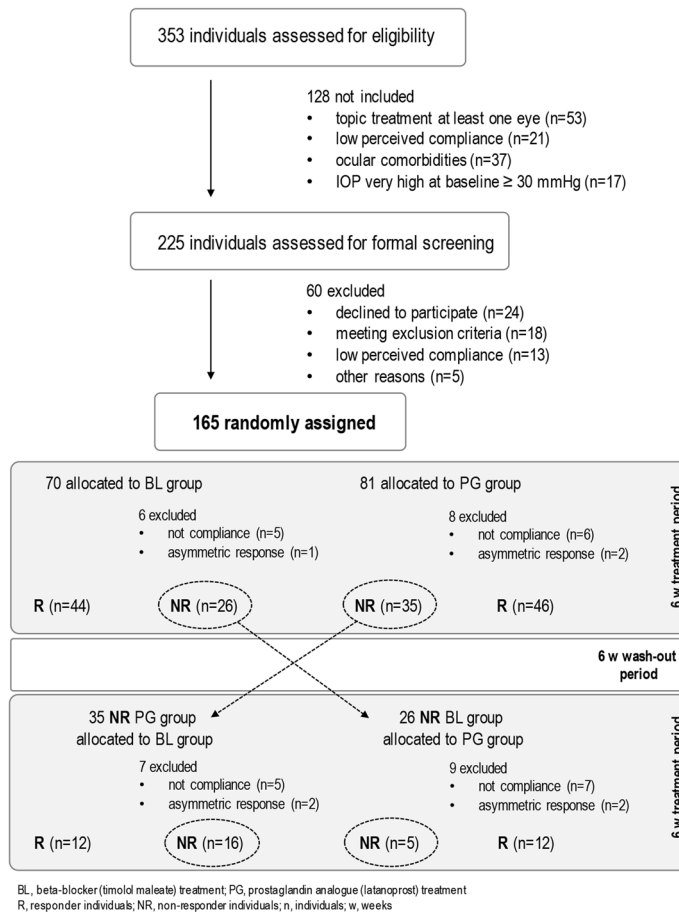 353 individuals assessed for eligibility
128 not included
• topic treatment at least one eye (n=53)
• low perceived compliance (n=21)
• ocular comorbidities (n=37)
• IOP very high at baseline ≥ 30 mmHg (n=17)
225 individuals assessed for formal screening
60 excluded
• declined to participate (n=24)
• meeting exclusion criteria (n=18)
• low perceived compliance (n=13)
• other reasons (n=5)
165 randomly assigned
70 allocated to BL group
6 excluded
• not compliance (n=5)
• asymmetric response (n=1)
R (n=44)
NR (n=26)
81 allocated to PG group
8 excluded
• not compliance (n=6)
• asymmetric response (n=2)
NR (n=35)
R (n=46)
6 w treatment period
6 w wash-out
period
35 NR PG group
allocated to BL group
7 excluded
• not compliance (n=5)
• asymmetric response (n=2)
R (n=12)
NR (n=16)
26 NR BL group
allocated to PG group
9 excluded
• not compliance (n=7)
• asymmetric response (n=2)
NR (n=5)
R (n=12)
6 w treatment period
BL, beta-blocker (timolol maleate) treatment; PG, prostaglandin analogue (latanoprost) treatment
R, responder individuals; NR, non-responder individuals; n, individuals; w, weeks